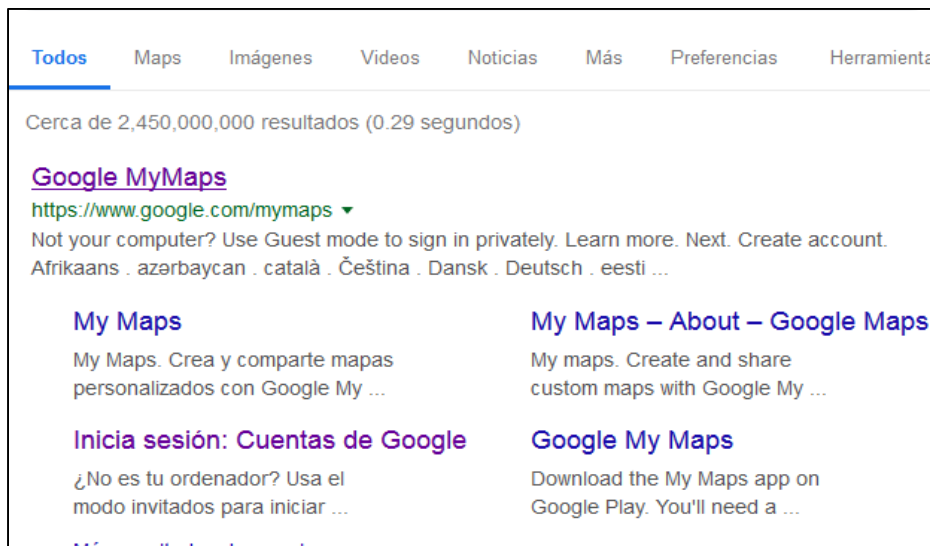 Todos Maps Imágenes Videos Noticias Más Preferencias
Cerca de 2,450,000,000 resultados (0.29 segundos)
Google MyMaps
https://www.google.com/mymaps
Not your computer? Use Guest mode to sign in privately. Learn more. Next. Create account.
Afrikaans . azərbaycan . català . Čeština . Dansk . Deutsch . eesti ...
My Maps
My Maps. Crea y comparte mapas
personalizados con Google My ...
My Maps – About – Google Maps
My maps. Create and share
custom maps with Google My ...
Inicia sesión: Cuentas de Google
¿No es tu ordenador? Usa el
modo invitados para iniciar ...
Google My Maps
Download the My Maps app on
Google Play. You'll need a ...